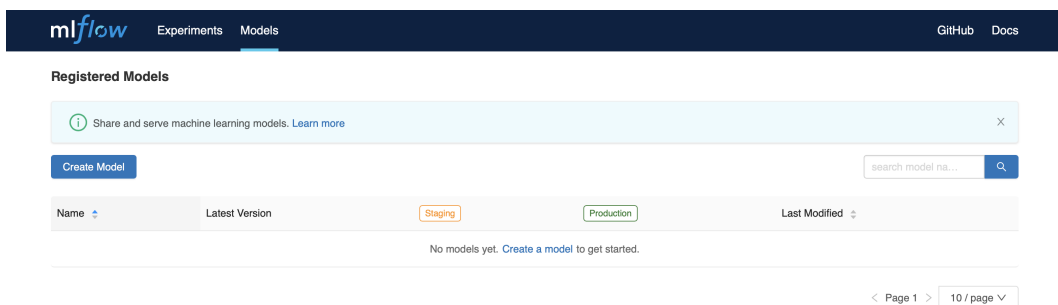 mlflow Experiments Models GitHub Docs
Registered Models
Share and serve machine learning models. Learn more
Create Model search model na...
Name Latest Version Staging Production Last Modified
No models yet. Create a model to get started.
< Page 1 > 10 / page